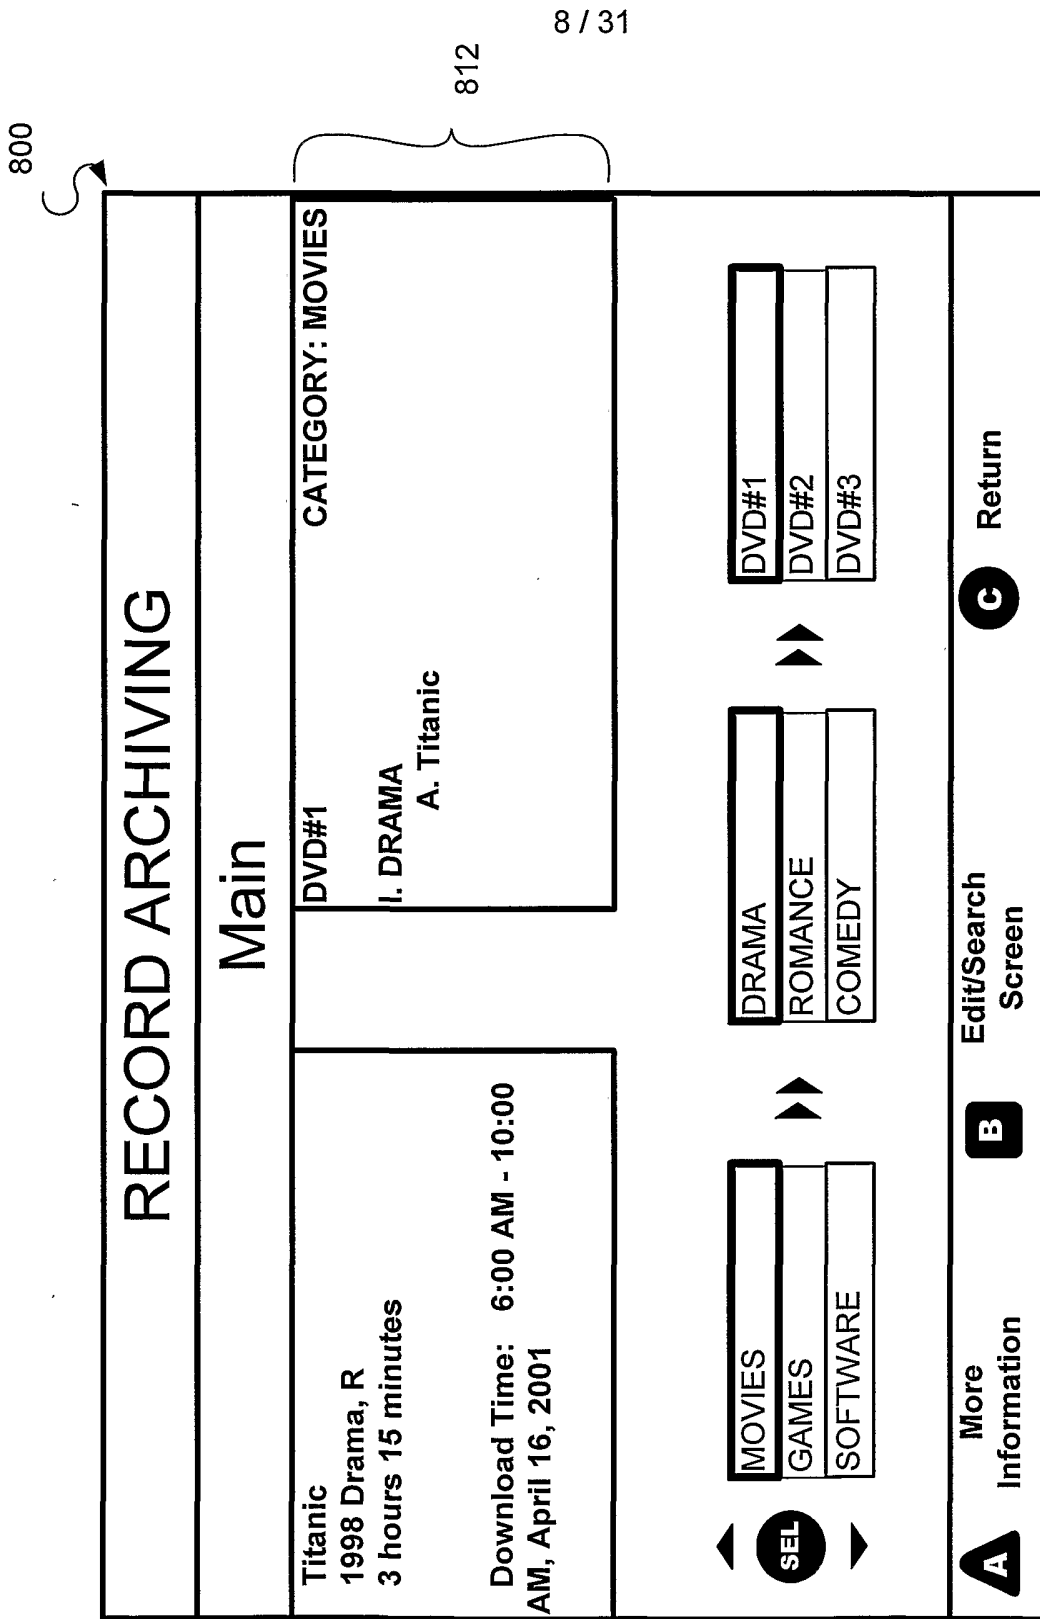 8 / 31
800
812
RECORD ARCHIVING
Main
Titanic
1998 Drama, R
3 hours 15 minutes
Download Time: 6:00 AM - 10:00
AM, April 16, 2001
DVD#1
CATEGORY: MOVIES
I. DRAMA
A. Titanic
SEL
MOVIES
GAMES
SOFTWARE
DRAMA
ROMANCE
COMEDY
DVD#1
DVD#2
DVD#3
A
More
Information
B
Edit/Search
Screen
C
Return